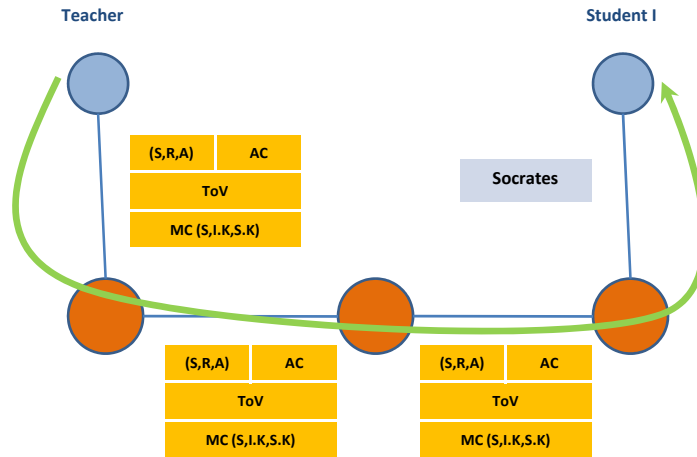 Teacher
Student I
(S,R,A) AC
ToV
MC (S,I.K,S.K)
Socrates
(S,R,A) AC
ToV
MC (S,I.K,S.K)
(S,R,A) AC
ToV
MC (S,I.K,S.K)